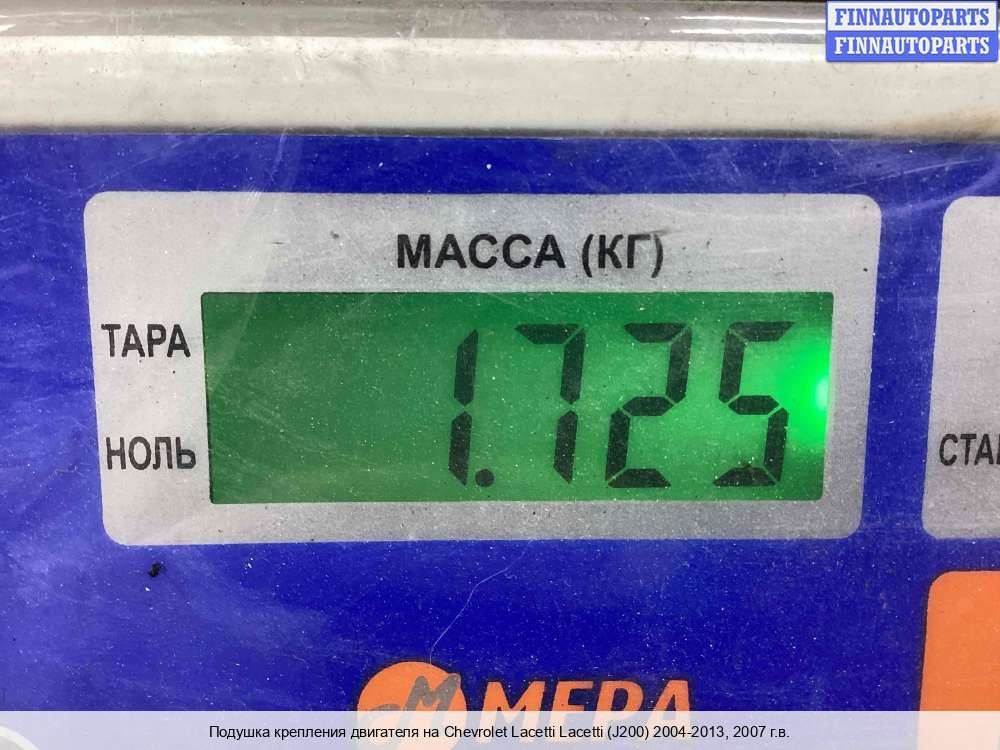 FINNAUTOPARTS
FINNAUTOPARTS
МАССА (КГ)
ТАРА
1.725
НОЛЬ
МЕРА
Подушка крепления двигателя на Chevrolet Lacetti Lacetti (J200) 2004-2013, 2007 г.в.